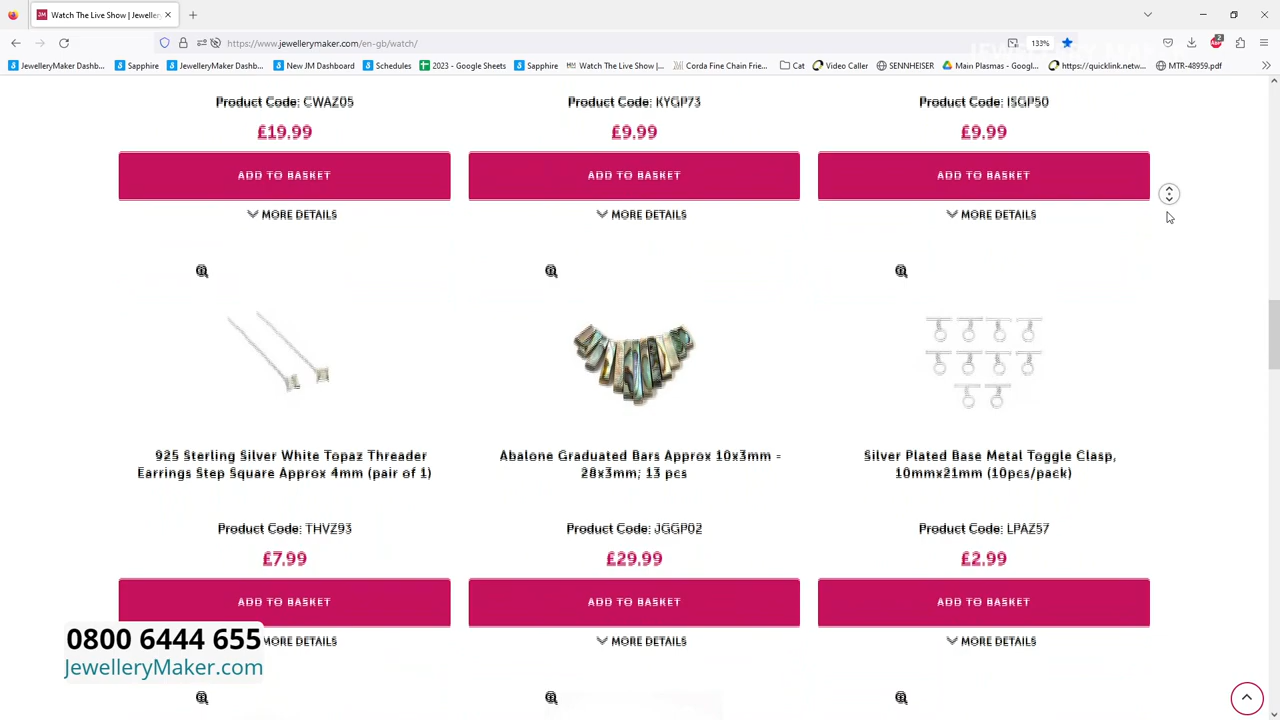 Watch The Live Show | Jeweller
https://www.jewellerymaker.com/en-gb/watch/
133%
2
JewelleryMaker Dashb...
Sapphire
JewelleryMaker Dashb...
New JM Dashboard
Schedules
2023 - Google Sheets
Sapphire
Watch The Live Show |...
Corda Fine Chain Frie...
Cat
Video Caller
SENNHEISER
Main Plasmas - Googl...
https://quicklink.netw...
MTR-48959.pdf
Product Code: CWAZ05
Product Code: KYGP73
Product Code: ISGP50
£19.99
£9.99
£9.99
ADD TO BASKET
ADD TO BASKET
ADD TO BASKET
MORE DETAILS
MORE DETAILS
MORE DETAILS
925 Sterling Silver White Topaz Threader
Earrings Step Square Approx 4mm (pair of 1)
Abalone Graduated Bars Approx 10x3mm -
28x3mm, 13 pcs
Silver Plated Base Metal Toggle Clasp,
10mmx21mm (10pcs/pack)
Product Code: THVZ93
Product Code: JGGP02
Product Code: LPAZ57
£7.99
£29.99
£2.99
ADD TO BASKET
ADD TO BASKET
ADD TO BASKET
MORE DETAILS
MORE DETAILS
MORE DETAILS
0800 6444 655
JewelleryMaker.com